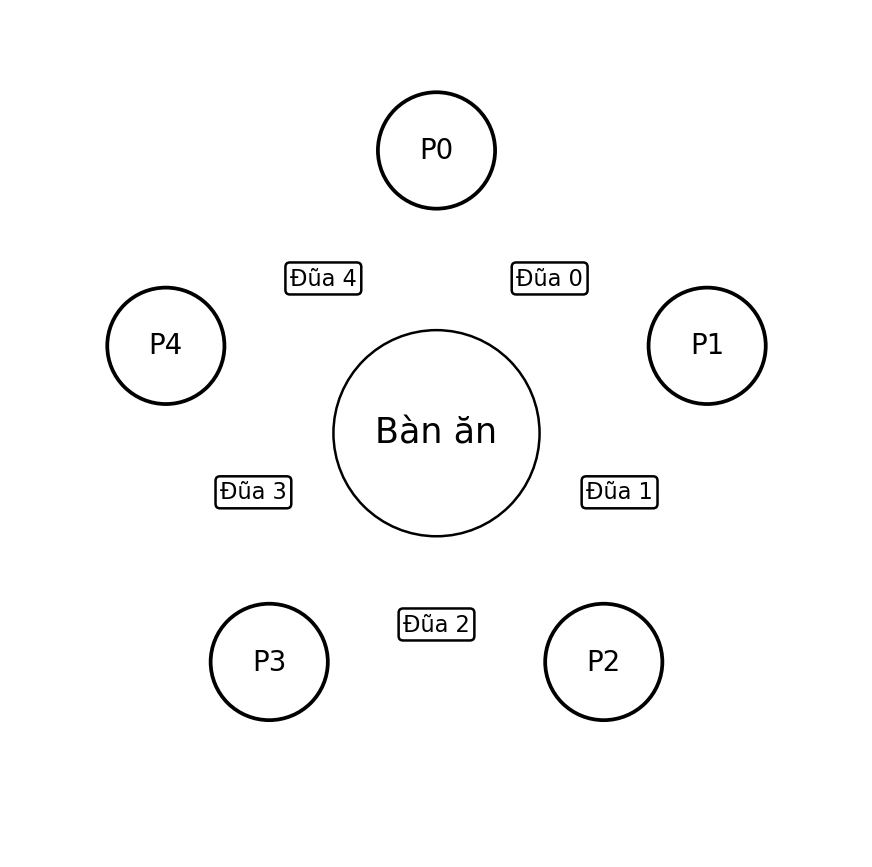 P0
Đũa 4
Đũa 0
P4
P1
Bàn ăn
Đũa 3
Đũa 1
Đũa 2
P3
P2